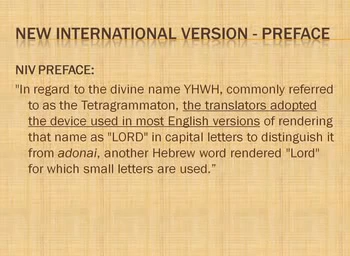 NEW INTERNATIONAL VERSION - PREFACE
NIV PREFACE:
"In regard to the divine name YHWH, commonly referred
to as the Tetragrammaton, the translators adopted
the device used in most English versions of rendering
that name as "LORD" in capital letters to distinguish it
from adonai, another Hebrew word rendered "Lord"
for which small letters are used."